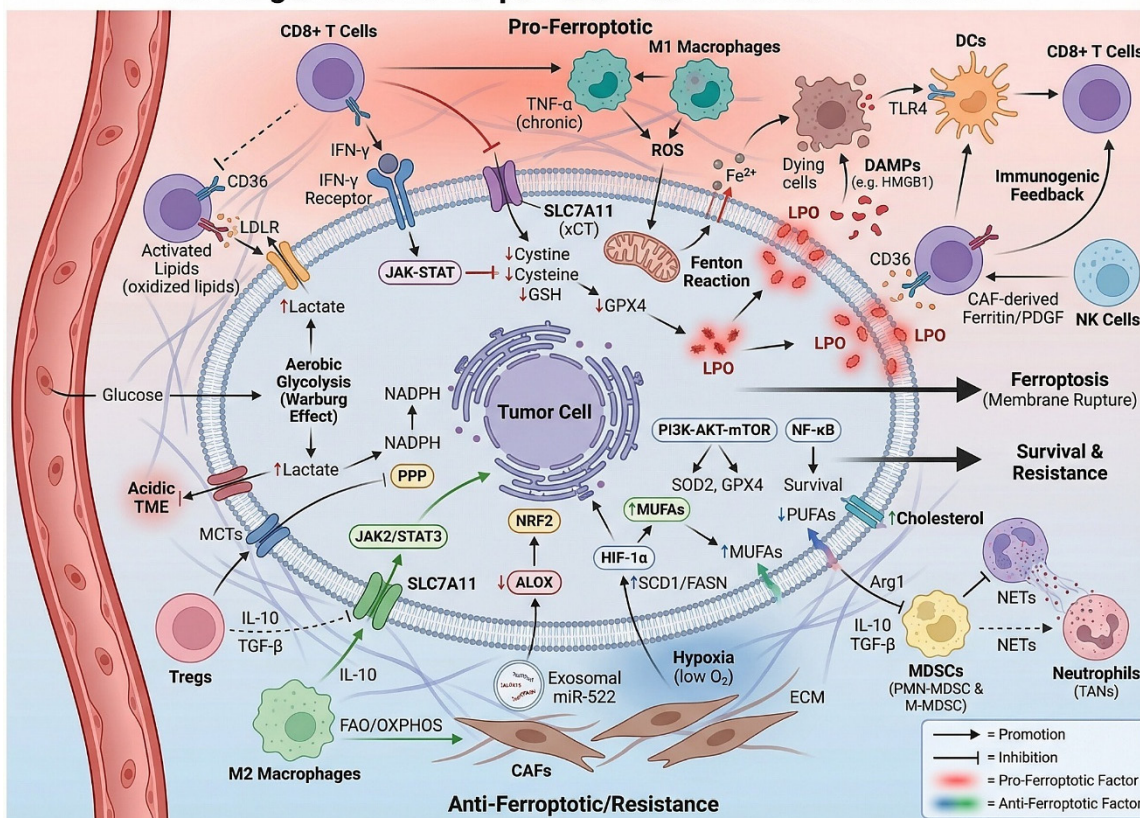 CD8+ T Cells
Pro-Ferroptotic
M1 Macrophages
TNF-α
(chronic)
ROS
DCs
TLR4
CD8+ T Cells
Dying
cells
DAMPs
(e.g. HMGB1)
Immunogenic
Feedback
Fe²⁺
IFN-γ
IFN-γ
Receptor
CD36
LDLR
Activated
Lipids
(oxidized lipids)
SLC7A11
(xCT)
JAK-STAT
↓Cystine
↓Cysteine
↓GSH
↓GPX4
Fenton
Reaction
LPO
LPO
LPO
LPO
LPO
CD36
CAF-derived
Ferritin/PDGF
NK Cells
↑Lactate
Aerobic
Glycolysis
(Warburg
Effect)
Glucose
↑Lactate
NADPH
NADPH
PPP
Tumor Cell
PI3K-AKT-mTOR
NF-κB
SOD2, GPX4
Survival
Ferroptosis
(Membrane Rupture)
Survival &
Resistance
Acidic
TME
MCTs
JAK2/STAT3
SLC7A11
NRF2
↓ALOX
↑MUFAs
HIF-1α
↑SCD1/FASN
↑MUFAs
↓PUFAs
↑Cholesterol
Arg1
IL-10
TGF-β
MDSCs
(PMN-MDSC &
M-MDSC)
NETs
NETs
Neutrophils
(TANs)
Tregs
IL-10
TGF-β
IL-10
M2 Macrophages
FAO/OXPHOS
Exosomal
miR-522
CAFs
Hypoxia
(low O₂)
ECM
Anti-Ferroptotic/Resistance
= Promotion
= Inhibition
= Pro-Ferroptotic Factor
= Anti-Ferroptotic Factor